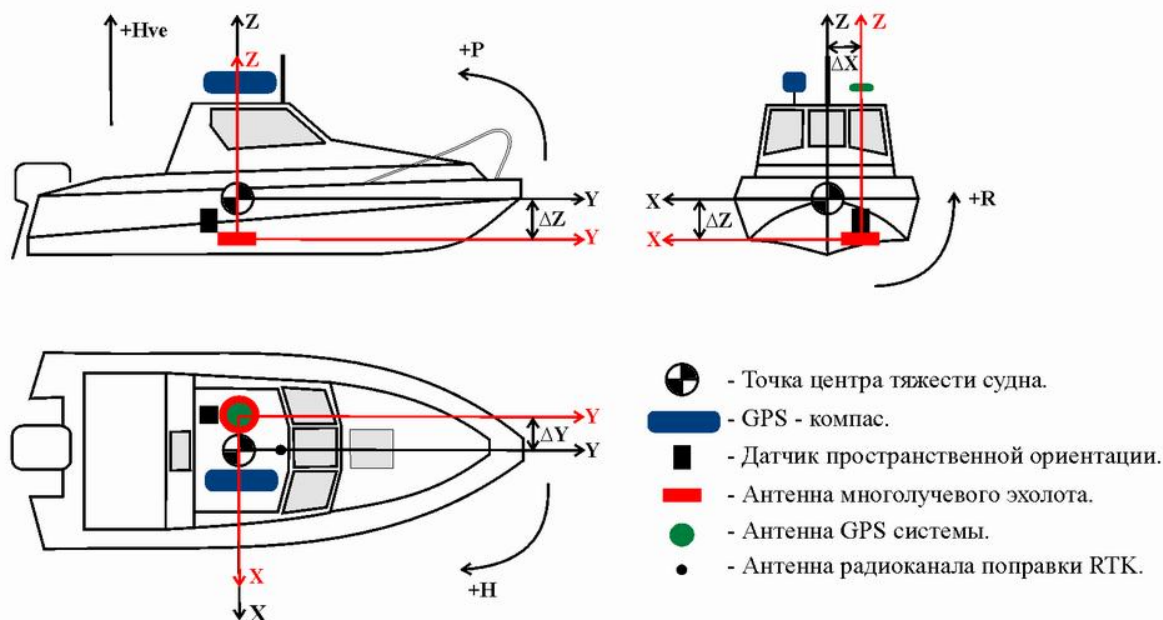 +Hve
Z
Z
+P
Y
ΔZ
Y
Z
Z
ΔX
X
ΔZ
X
+R
Y
ΔY
Y
X
X
+H
- Точка центра тяжести судна.
- GPS - компас.
- Датчик пространственной ориентации.
- Антенна многолучевого эхолота.
- Антенна GPS системы.
- Антенна радиоканала поправки RTK.